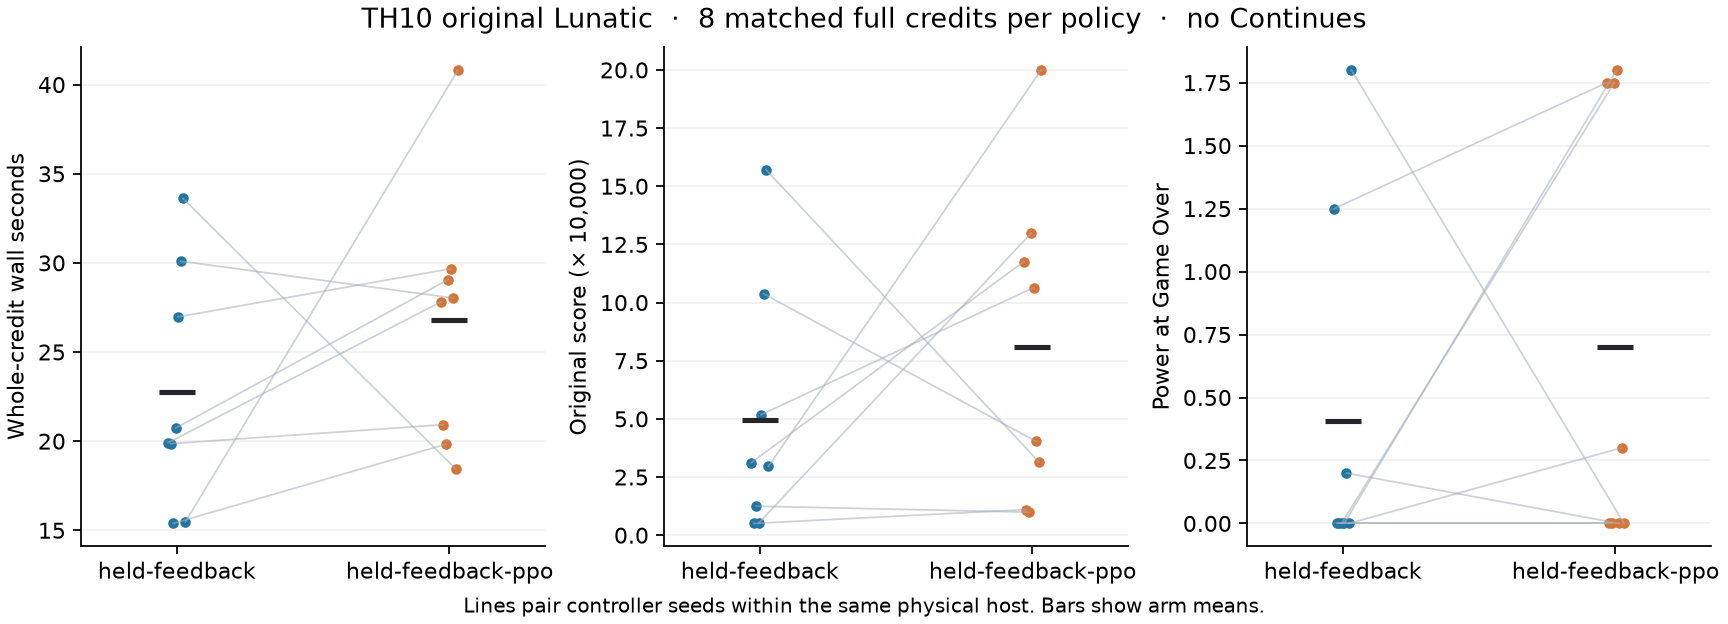 TH10 original Lunatic · 8 matched full credits per policy · no Continues
Whole-credit wall seconds
40
35
30
25
20
15
held-feedback
held-feedback-ppo
Original score (× 10,000)
20.0
17.5
15.0
12.5
10.0
7.5
5.0
2.5
0.0
held-feedback
held-feedback-ppo
Power at Game Over
1.75
1.50
1.25
1.00
0.75
0.50
0.25
0.00
held-feedback
held-feedback-ppo
Lines pair controller seeds within the same physical host. Bars show arm means.